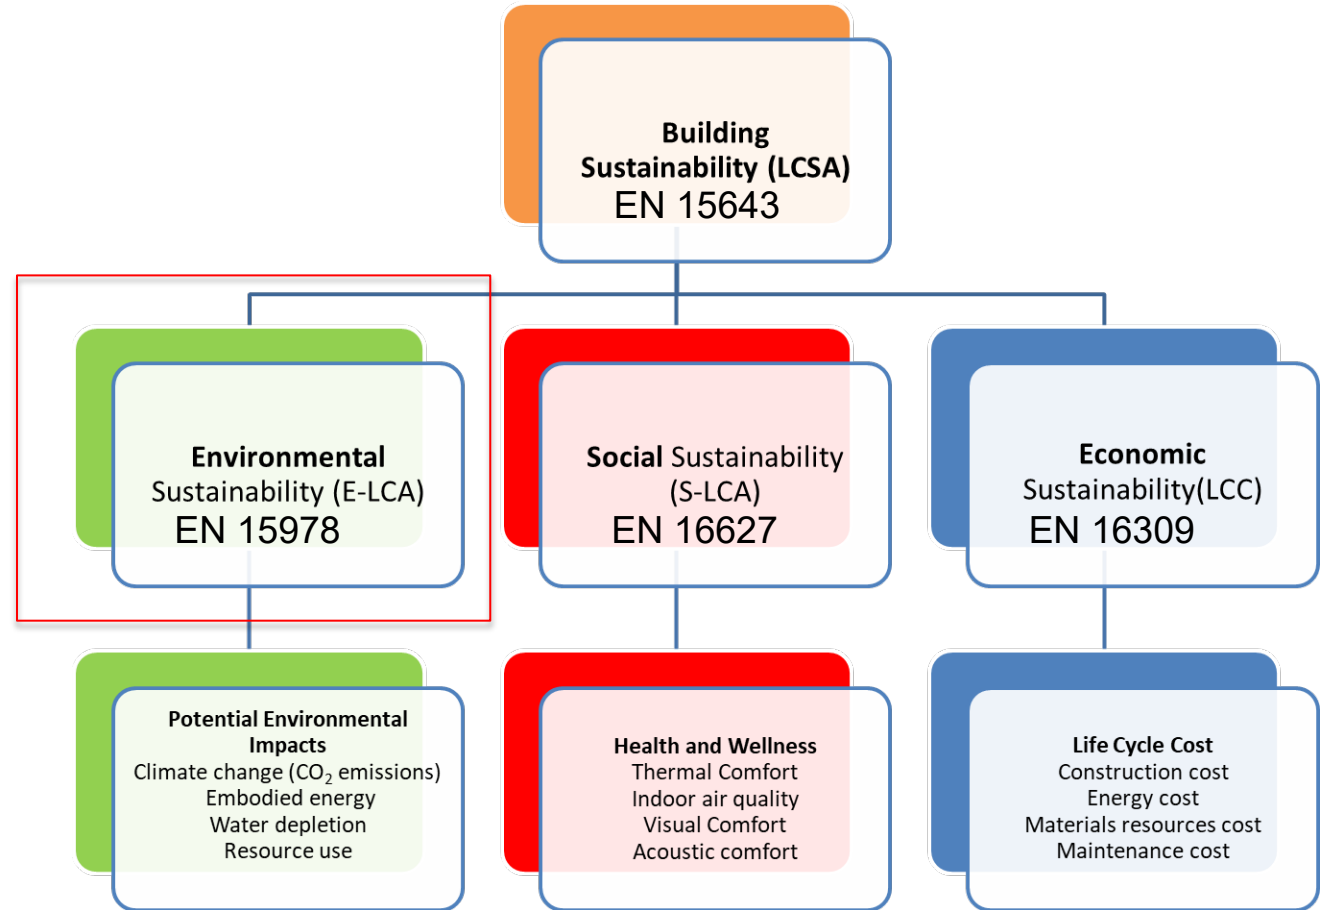 Building
Sustainability (LCSA)
EN 15643
Environmental
Sustainability (E-LCA)
EN 15978
Social Sustainability
(S-LCA)
EN 16627
Economic
Sustainability(LCC)
EN 16309
Potential Environmental
Impacts
Climate change (CO₂ emissions)
Embodied energy
Water depletion
Resource use
Health and Wellness
Thermal Comfort
Indoor air quality
Visual Comfort
Acoustic comfort
Life Cycle Cost
Construction cost
Energy cost
Materials resources cost
Maintenance cost